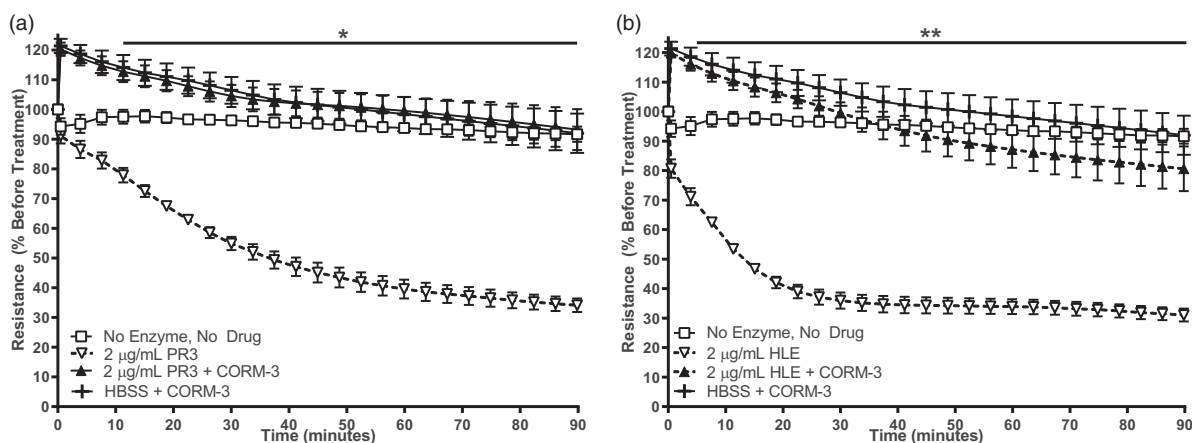 (a)
*
Resistance (% Before Treatment)
120
110
100
90
80
70
60
50
40
30
20
10
0
No Enzyme, No Drug
2 µg/mL PR3
2 µg/mL PR3 + CORM-3
HBSS + CORM-3
0 10 20 30 40 50 60 70 80 90
Time (minutes)
(b)
**
Resistance (% Before Treatment)
120
110
100
90
80
70
60
50
40
30
20
10
0
No Enzyme, No Drug
2 µg/mL HLE
2 µg/mL HLE + CORM-3
HBSS + CORM-3
0 10 20 30 40 50 60 70 80 90
Time (minutes)